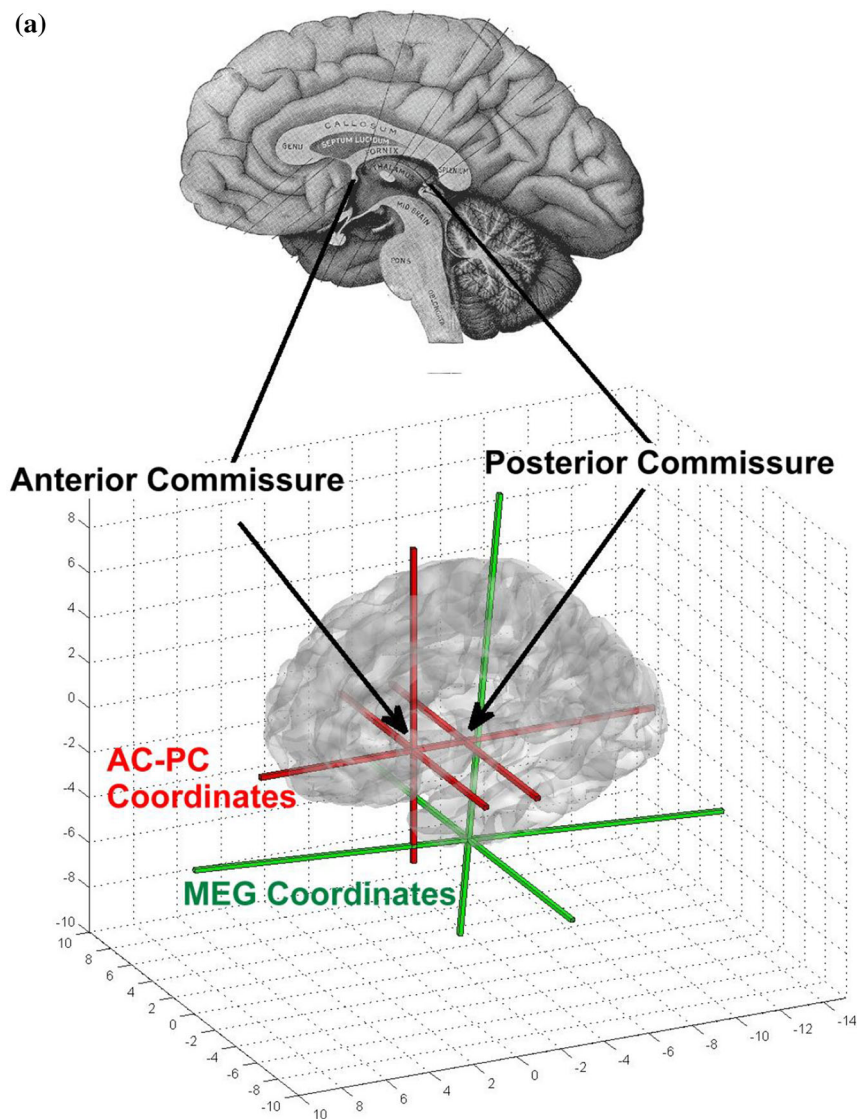 (a)
CALLOSUM
GENU
SEPTUM LUCIDUM
FORNIX
THALAMUS
SPLENIUM
MID BRAIN
PONS
Anterior Commissure
Posterior Commissure
8
6
4
2
0
-2
-4
-6
-8
-10
AC-PC
Coordinates
MEG Coordinates
10
8
6
4
2
0
-2
-4
-6
-8
-10
10
8
6
4
2
0
-2
-4
-6
-8
-10
-12
-14